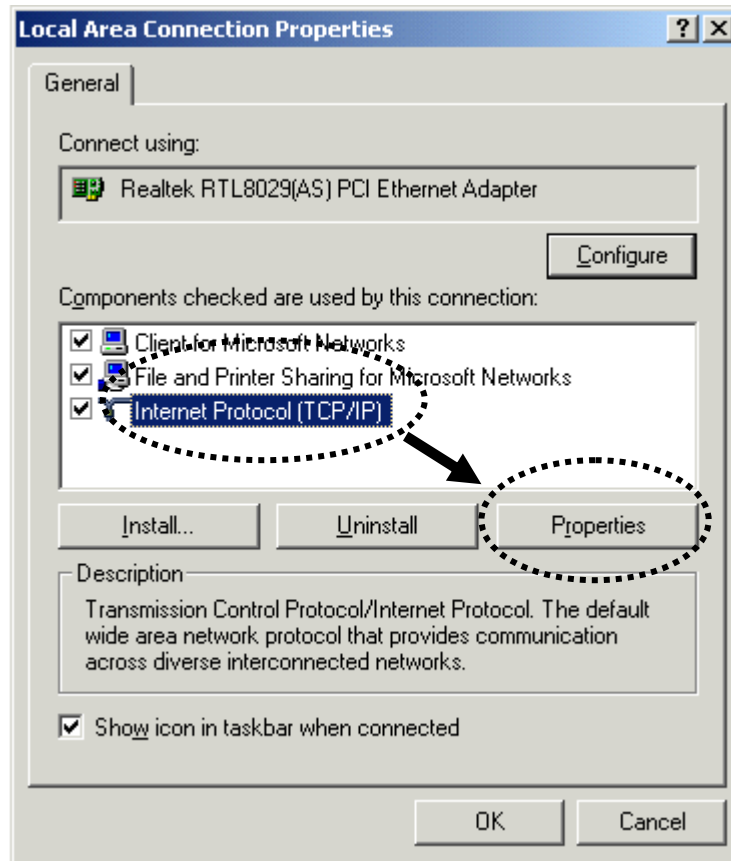 Local Area Connection Properties
General
Connect using:
Realtek RTL8029(AS) PCI Ethernet Adapter
Configure
Components checked are used by this connection:
Client for Microsoft Networks
File and Printer Sharing for Microsoft Networks
Internet Protocol (TCP/IP)
Install... Uninstall Properties
Description
Transmission Control Protocol/Internet Protocol. The default
wide area network protocol that provides communication
across diverse interconnected networks.
Show icon in taskbar when connected
OK Cancel